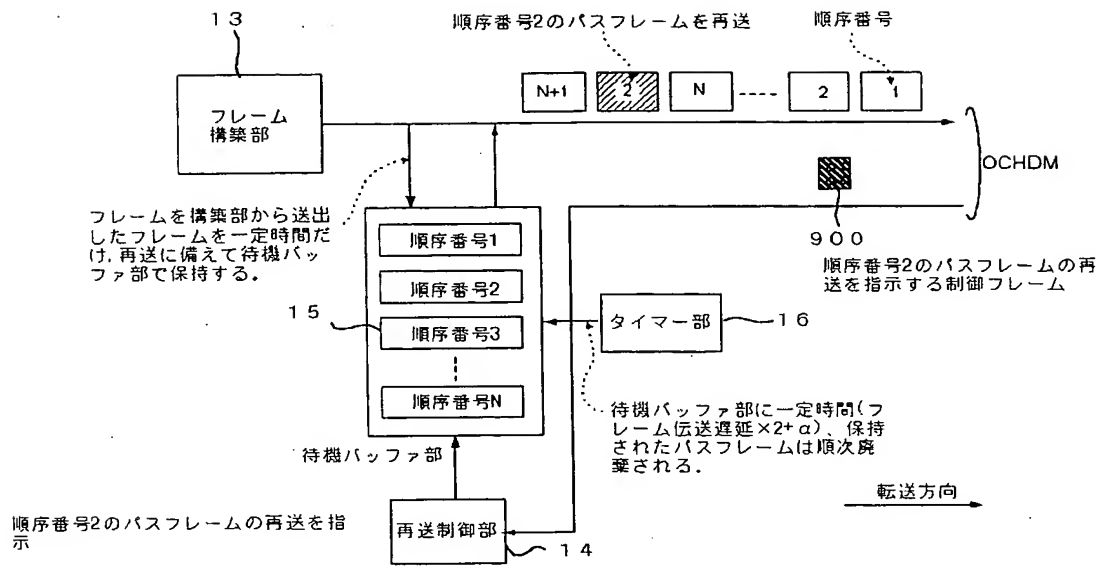 13
順序番号2のパスフレームを再送
順序番号
フレーム
構築部
N+1
2
N
2
1
OCHDM
フレームを構築部から送出
したフレームを一定時間だ
け,再送に備えて待機バッ
ファ部で保持する。
900
順序番号2のパスフレームの再
送を指示する制御フレーム
順序番号1
順序番号2
順序番号3
順序番号N
15
タイマー部
16
待機バッファ部に一定時間(フ
レーム伝送遅延×2+α)、保持
されたパスフレームは順次廃
棄される.
待機バッファ部
転送方向
順序番号2のパスフレームの再送を指
示
再送制御部
14